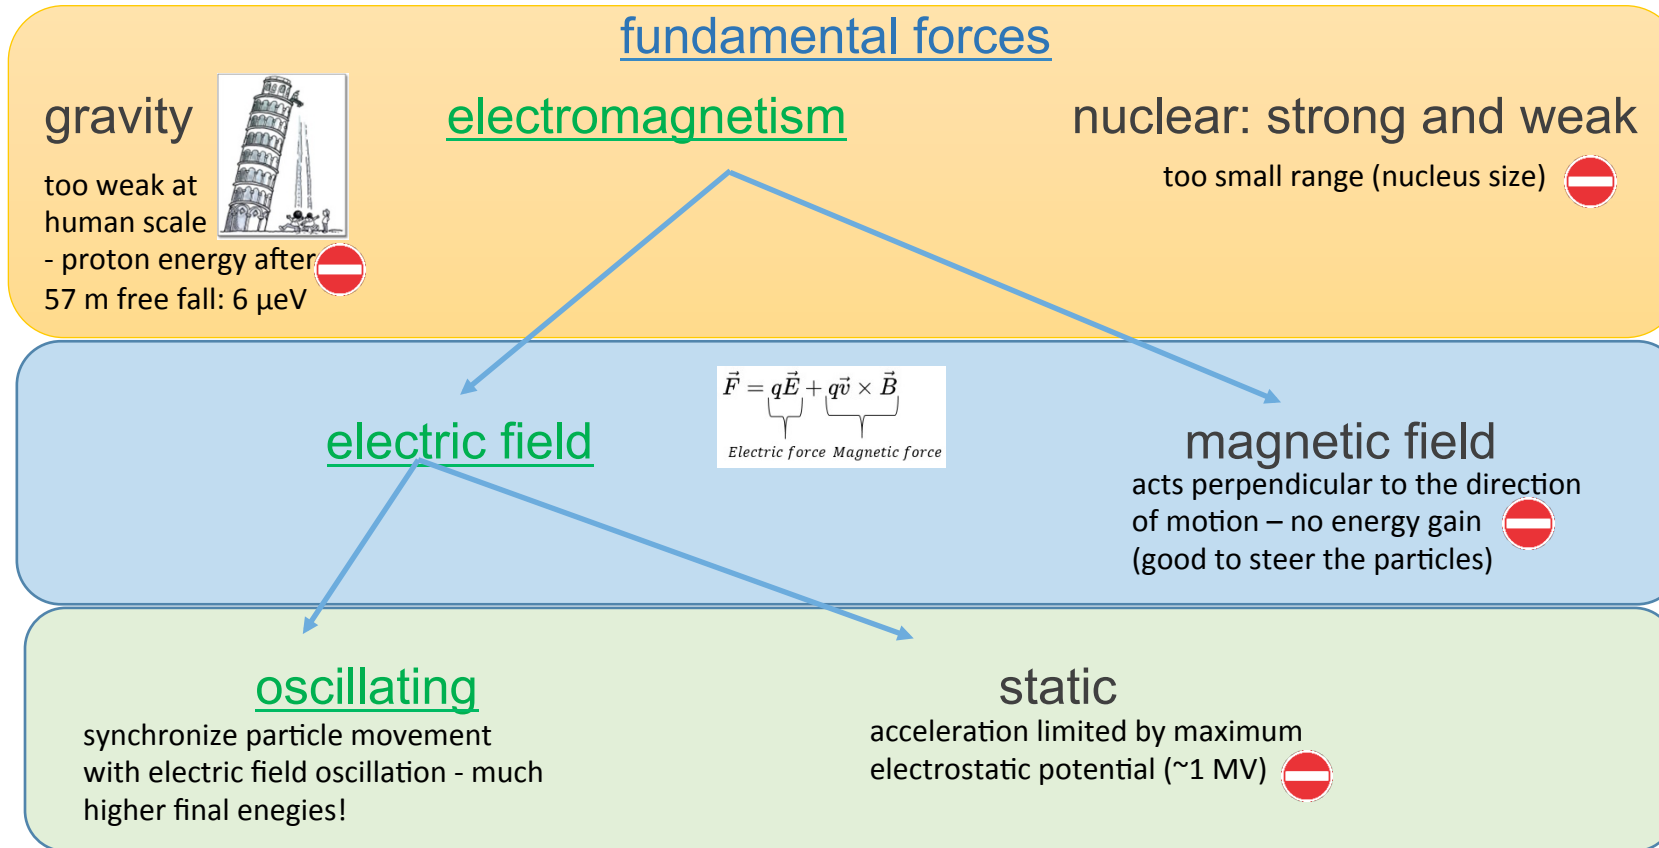 fundamental forces
gravity
electromagnetism
nuclear: strong and weak
too weak at
human scale
- proton energy after
57 m free fall: 6 μeV
too small range (nucleus size)
electric field
F⃗ = qE⃗ + qv⃗ × B⃗
Electric force Magnetic force
magnetic field
acts perpendicular to the direction
of motion – no energy gain
(good to steer the particles)
oscillating
synchronize particle movement
with electric field oscillation - much
higher final enegies!
static
acceleration limited by maximum
electrostatic potential (~1 MV)